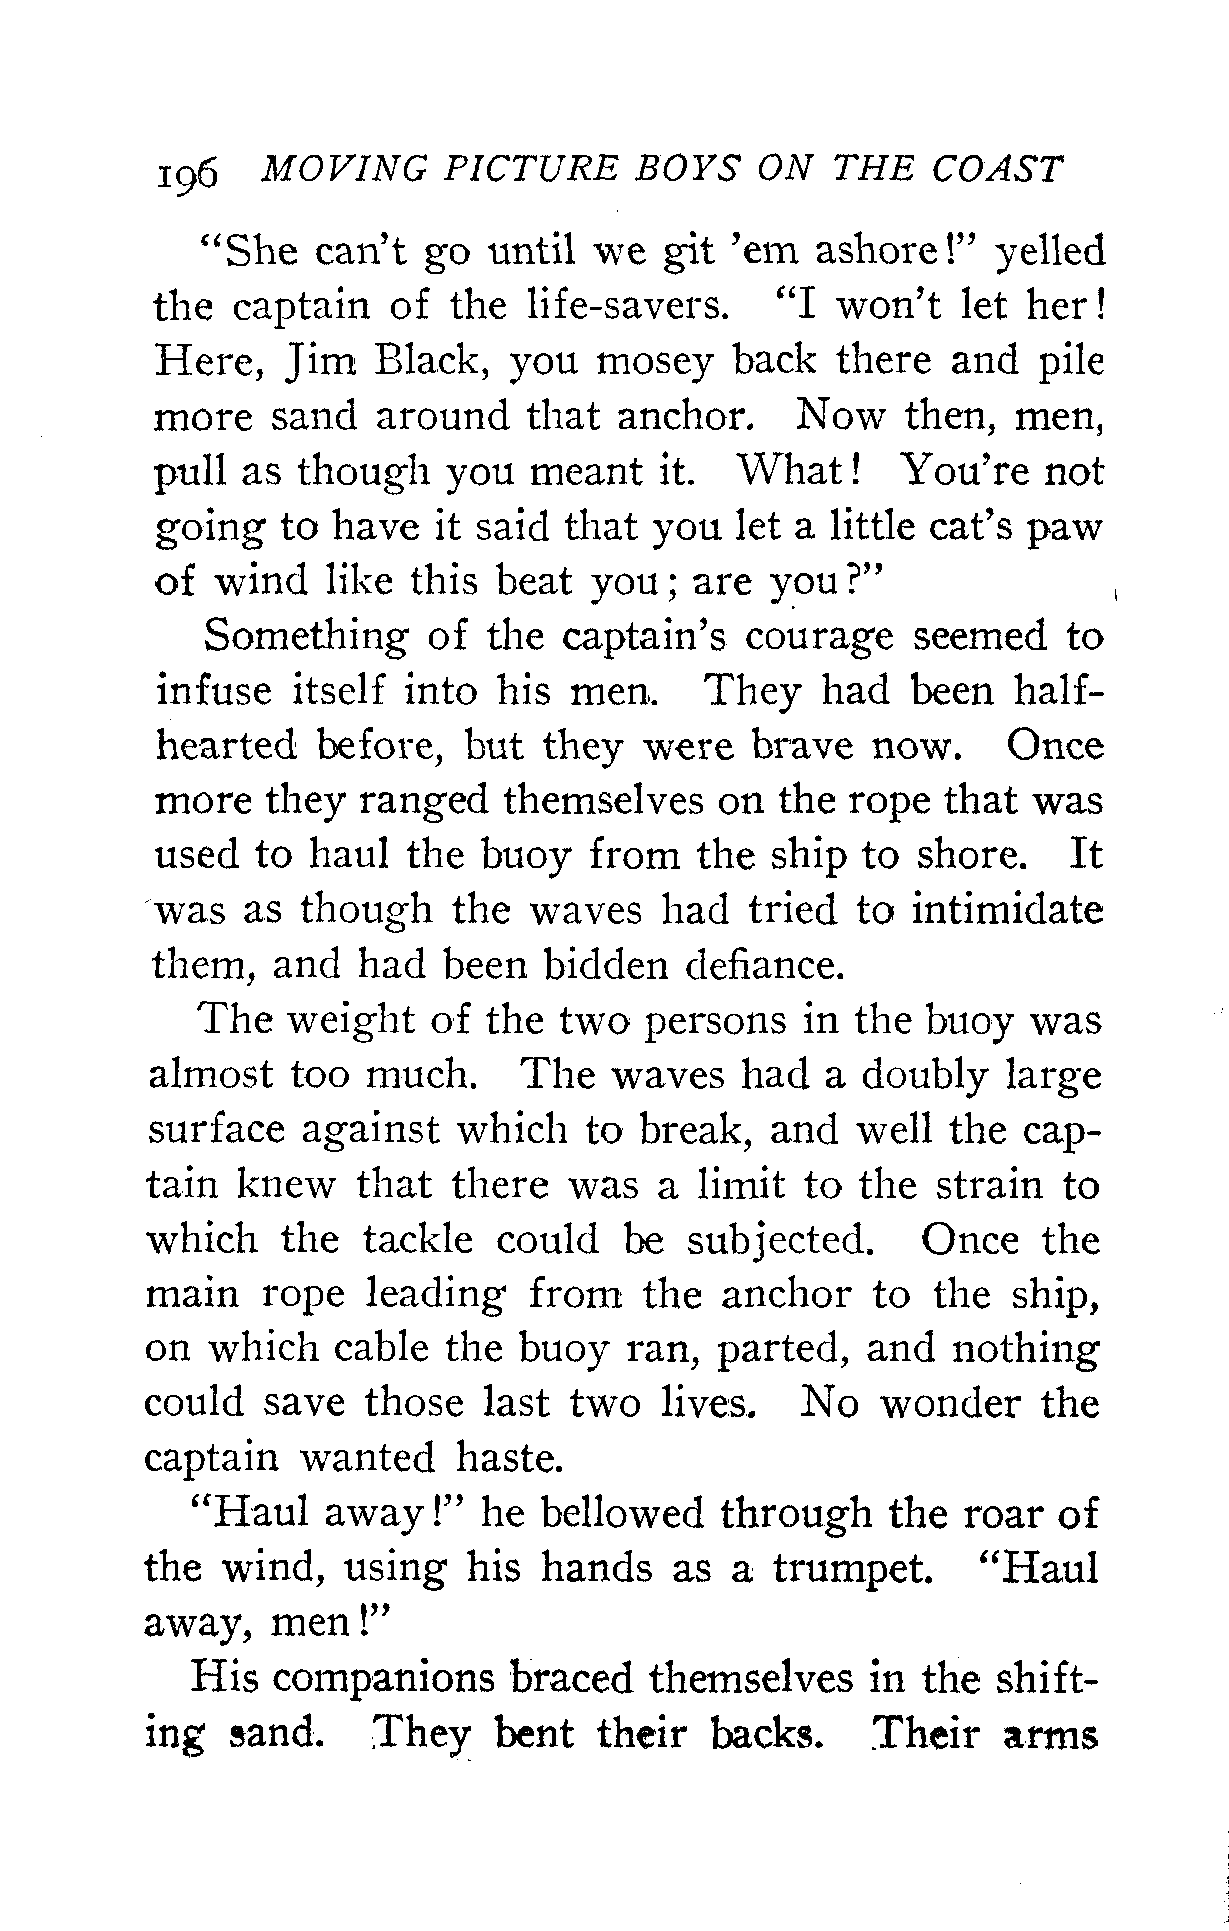 196 MOVING PICTURE BOYS ON THE COAST
“She can’t go until we git ’em ashore!” yelled
the captain of the life-savers. “I won’t let her!
Here, Jim Black, you mosey back there and pile
more sand around that anchor. Now then, men,
pull as though you meant it. What! You’re not
going to have it said that you let a little cat’s paw
of wind like this beat you; are you?”
Something of the captain’s courage seemed to
infuse itself into his men. They had been half-
hearted before, but they were brave now. Once
more they ranged themselves on the rope that was
used to haul the buoy from the ship to shore. It
was as though the waves had tried to intimidate
them, and had been bidden defiance.
The weight of the two persons in the buoy was
almost too much. The waves had a doubly large
surface against which to break, and well the cap-
tain knew that there was a limit to the strain to
which the tackle could be subjected. Once the
main rope leading from the anchor to the ship,
on which cable the buoy ran, parted, and nothing
could save those last two lives. No wonder the
captain wanted haste.
“Haul away!” he bellowed through the roar of
the wind, using his hands as a trumpet. “Haul
away, men!”
His companions braced themselves in the shift-
ing sand. They bent their backs. Their arms